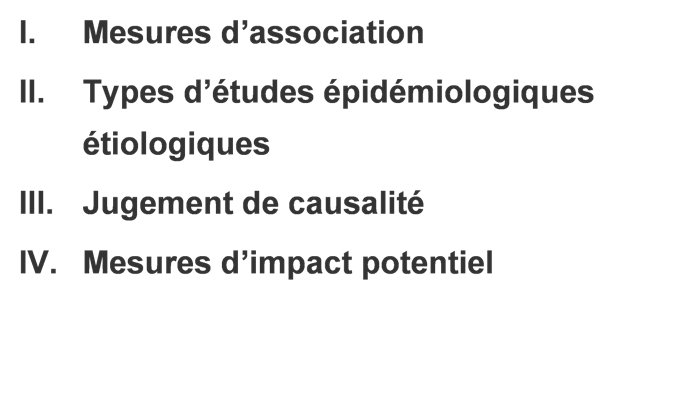 I. Mesures d’association
II. Types d’études épidémiologiques
étiologiques
III. Jugement de causalité
IV. Mesures d’impact potentiel